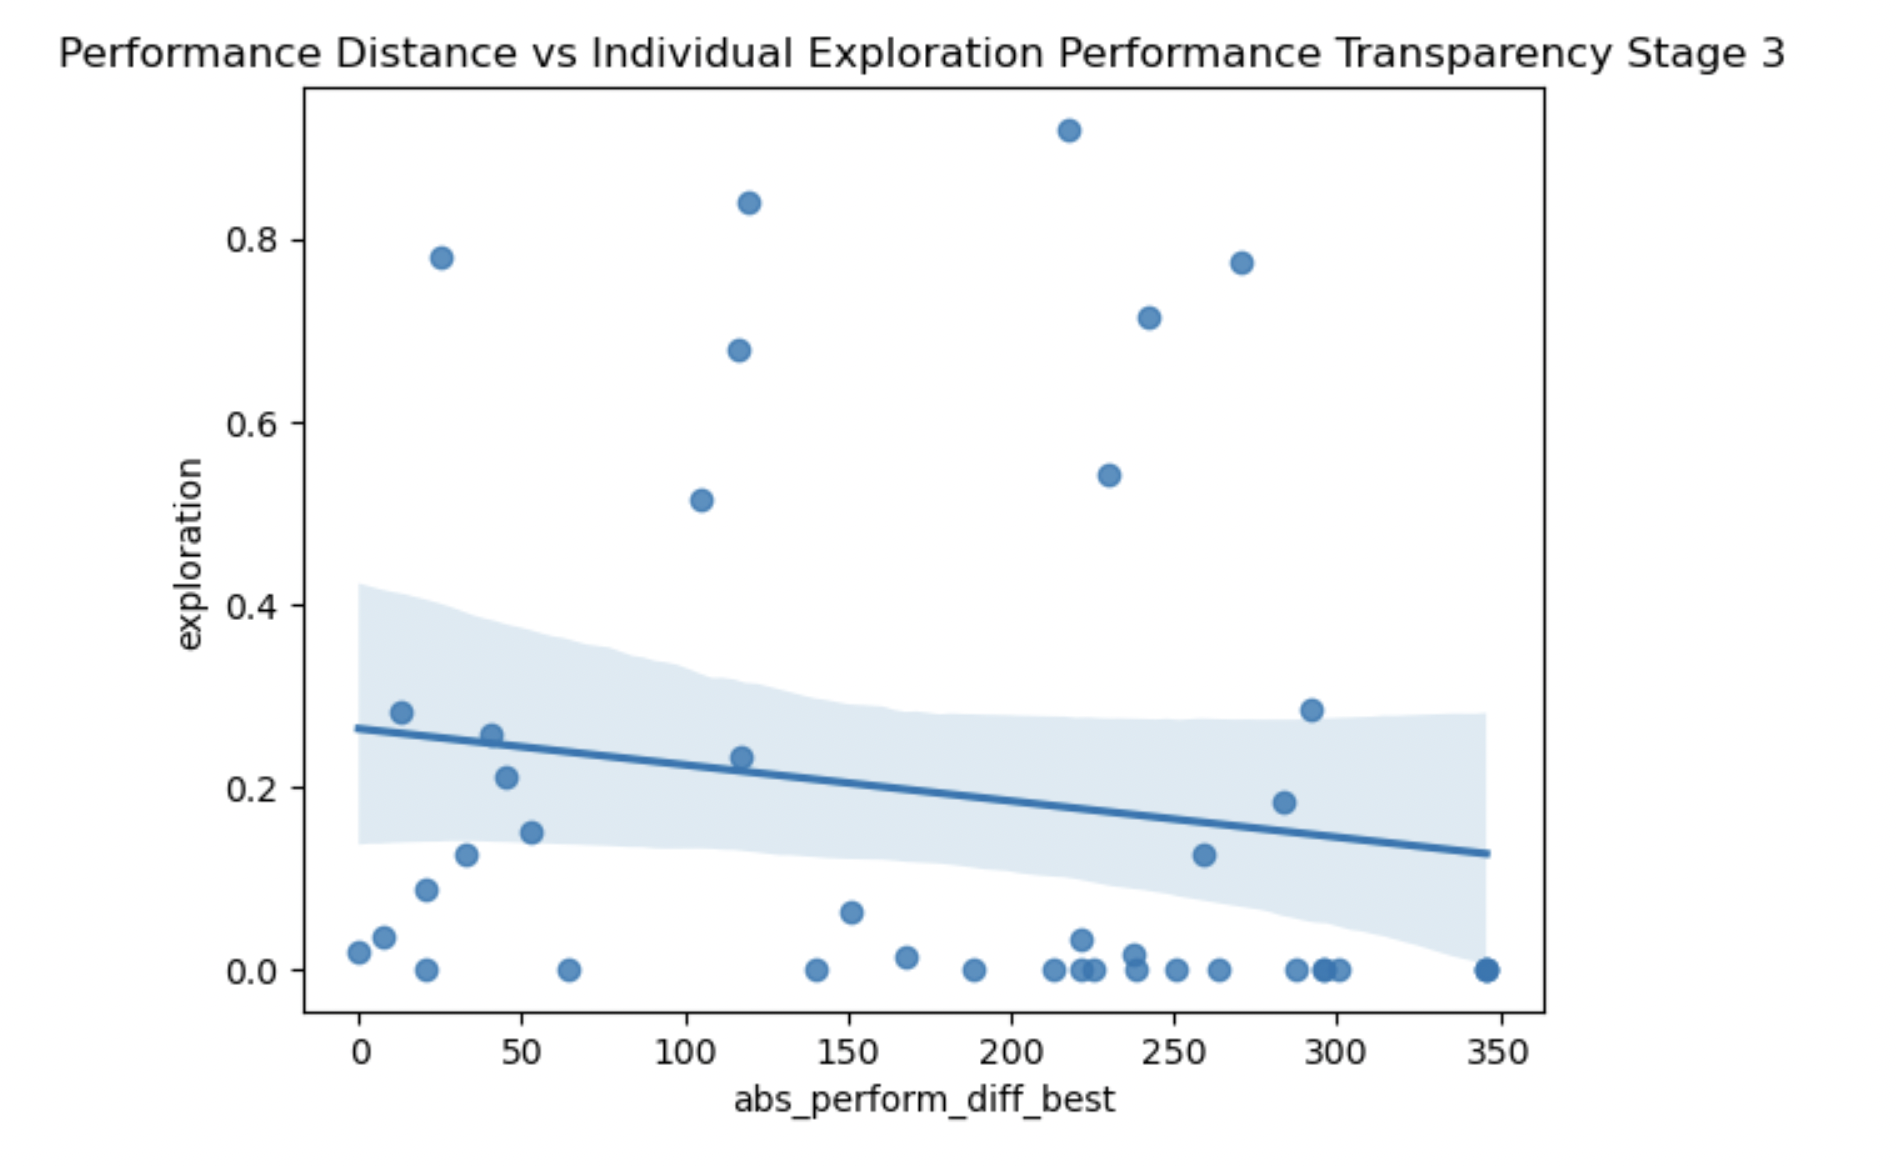 Performance Distance vs Individual Exploration Performance Transparency Stage 3
exploration
0.8
0.6
0.4
0.2
0.0
0 50 100 150 200 250 300 350
abs_perform_diff_best